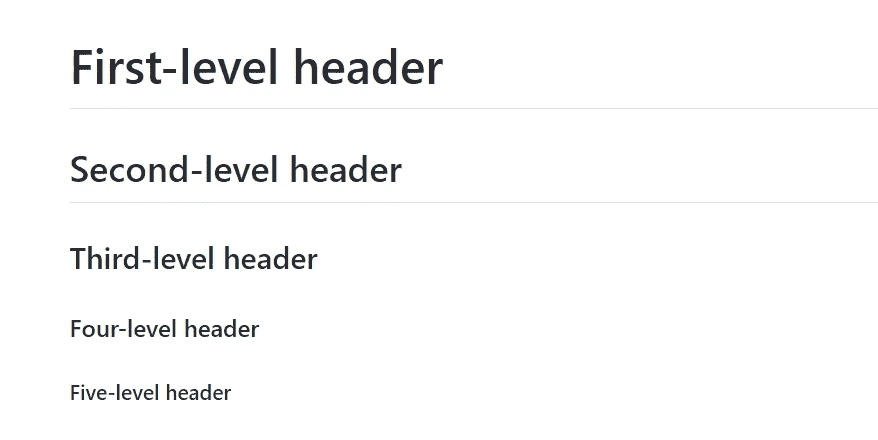 First-level header
Second-level header
Third-level header
Four-level header
Five-level header